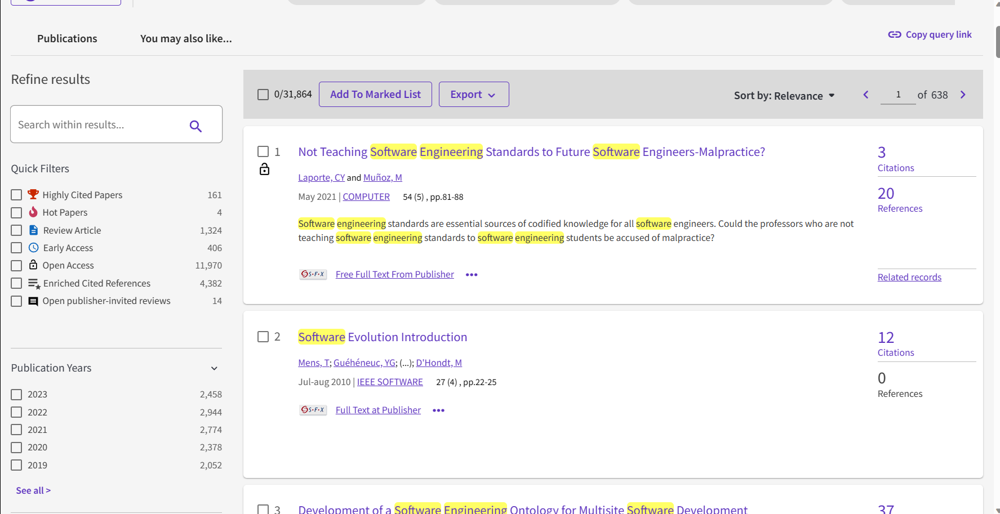 Publications
You may also like...
Copy query link
Refine results
0/31,864
Add To Marked List
Export
Sort by: Relevance
1 of 638
Search within results...
Quick Filters
Highly Cited Papers 161
Hot Papers 4
Review Article 1,324
Early Access 406
Open Access 11,970
Enriched Cited References 4,382
Open publisher-invited reviews 14
Publication Years
2023 2,458
2022 2,944
2021 2,774
2020 2,378
2019 2,052
See all >
1 Not Teaching Software Engineering Standards to Future Software Engineers-Malpractice?
Laporte, CY and Muñoz, M
May 2021 | COMPUTER 54 (5) , pp.81-88
Software engineering standards are essential sources of codified knowledge for all software engineers. Could the professors who are not
teaching software engineering standards to software engineering students be accused of malpractice?
S·F·X Free Full Text From Publisher
3
Citations
20
References
Related records
2 Software Evolution Introduction
Mens, T; Guéhéneuc, YG; (...); D'Hondt, M
Jul-aug 2010 | IEEE SOFTWARE 27 (4) , pp.22-25
S·F·X Full Text at Publisher
12
Citations
0
References
3 Development of a Software Engineering Ontology for Multisite Software Development
37